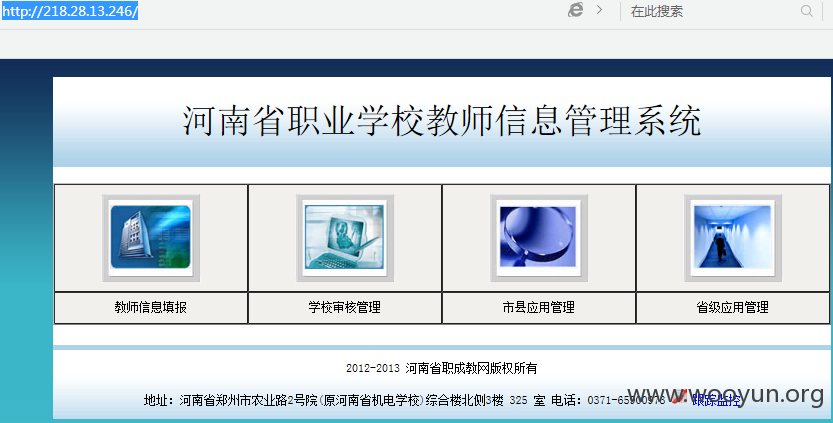 http://218.28.13.246/
在此搜索
河南省职业学校教师信息管理系统
教师信息填报 学校审核管理 市县应用管理 省级应用管理
2012-2013 河南省职成教网版权所有
地址: 河南省郑州市农业路2号院(原河南省机电学校)综合楼北侧3楼 325 室 电话: 0371-65900973 跟踪监控
www.wooyun.org